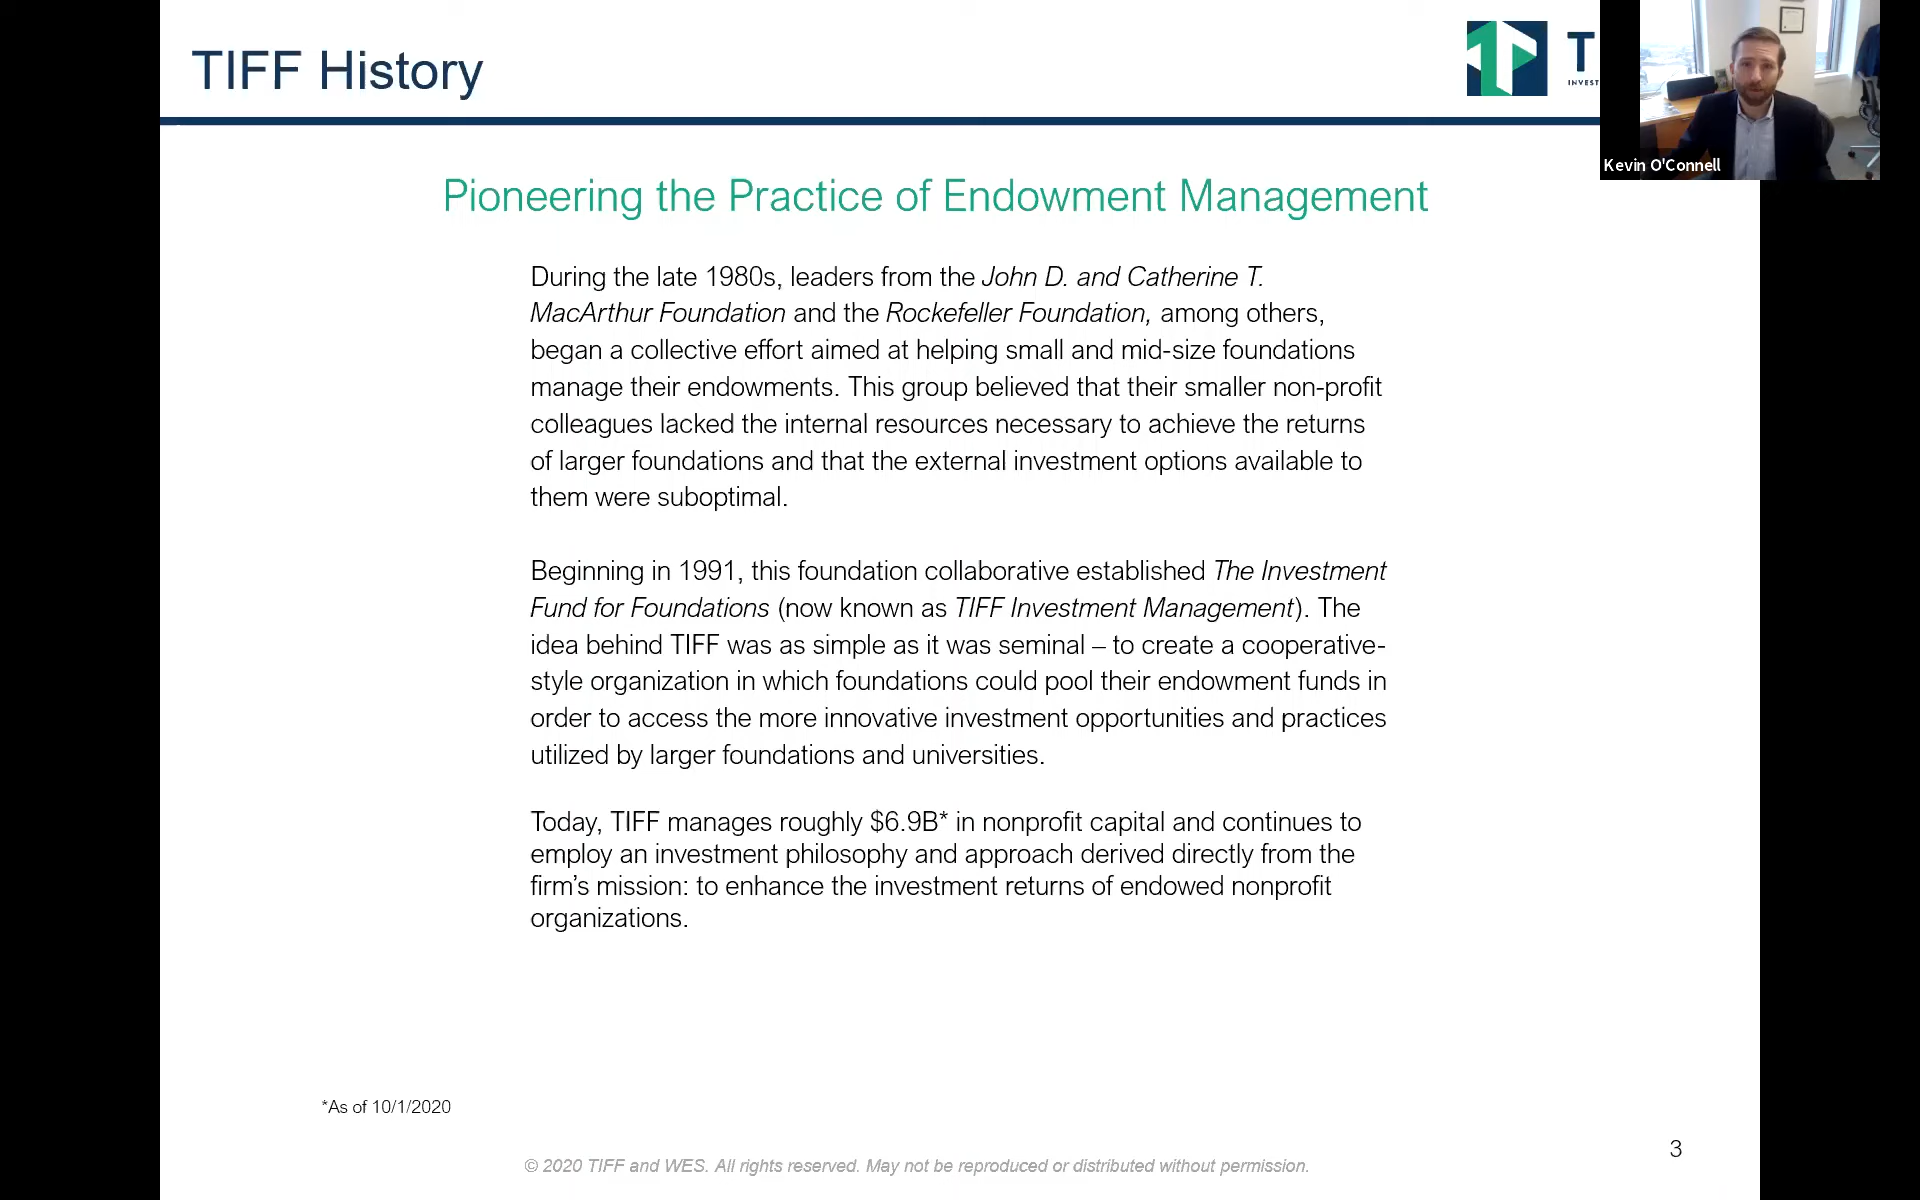 TIFF History
T
INVEST
Kevin O'Connell
Pioneering the Practice of Endowment Management
During the late 1980s, leaders from the John D. and Catherine T.
MacArthur Foundation and the Rockefeller Foundation, among others,
began a collective effort aimed at helping small and mid-size foundations
manage their endowments. This group believed that their smaller non-profit
colleagues lacked the internal resources necessary to achieve the returns
of larger foundations and that the external investment options available to
them were suboptimal.
Beginning in 1991, this foundation collaborative established The Investment
Fund for Foundations (now known as TIFF Investment Management). The
idea behind TIFF was as simple as it was seminal – to create a cooperative-
style organization in which foundations could pool their endowment funds in
order to access the more innovative investment opportunities and practices
utilized by larger foundations and universities.
Today, TIFF manages roughly $6.9B* in nonprofit capital and continues to
employ an investment philosophy and approach derived directly from the
firm’s mission: to enhance the investment returns of endowed nonprofit
organizations.
*As of 10/1/2020
3
© 2020 TIFF and WES. All rights reserved. May not be reproduced or distributed without permission.